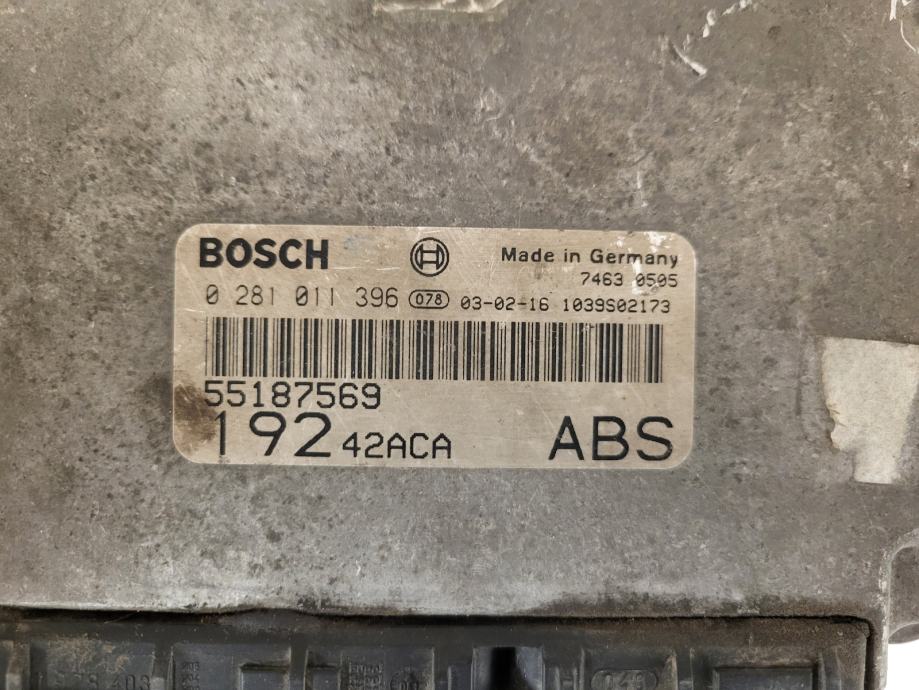 BOSCH Made in Germany
7463 0505
0 281 011 396 078 03-02-16 1039S02173
55187569
192 42ACA ABS